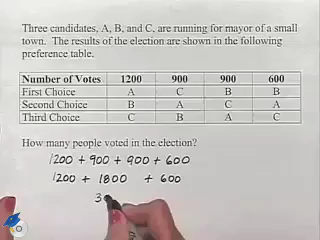 Three candidates, A, B, and C, are running for mayor of a small
town. The results of the election are shown in the following
preference table.
Number of Votes 1200 900 900 600
First Choice A C B B
Second Choice B A C A
Third Choice C B A C
How many people voted in the election?
1200 + 900 + 900 + 600
1200 + 1800 + 600
3